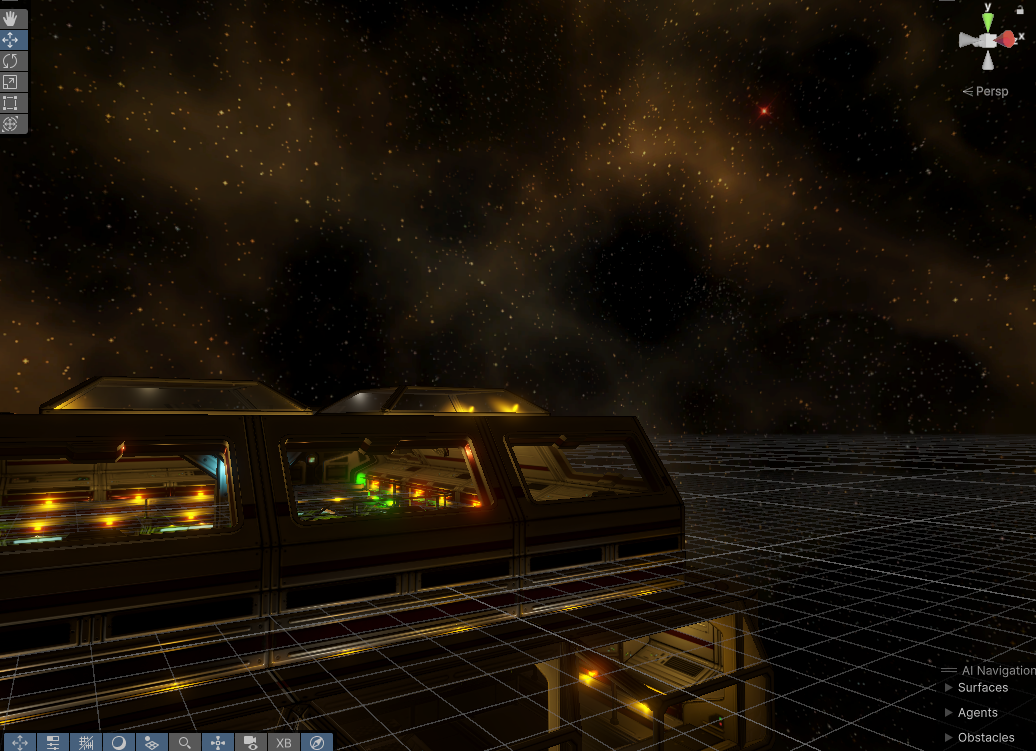 y
x
Persp
AI Navigation
Surfaces
Agents
Obstacles
XB